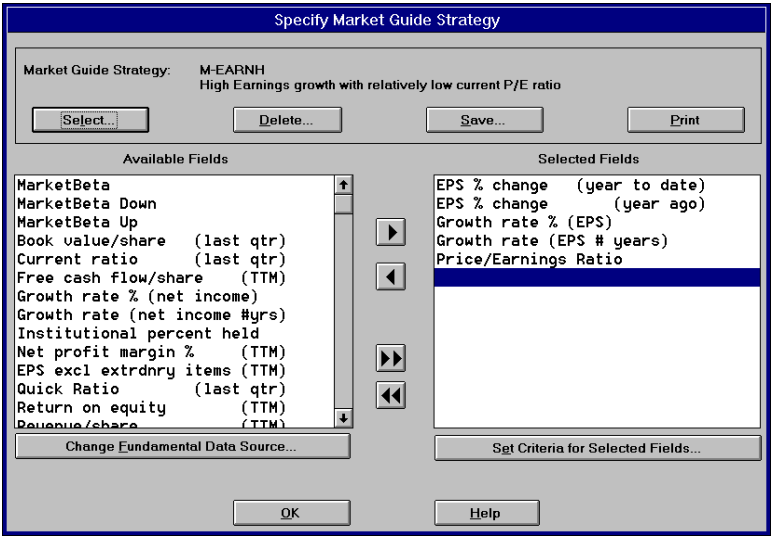 Specify Market Guide Strategy
Market Guide Strategy: M-EARNH
High Earnings growth with relatively low current P/E ratio
Select... Delete... Save... Print
Available Fields
MarketBeta
MarketBeta Down
MarketBeta Up
Book value/share (last qtr)
Current ratio (last qtr)
Free cash flow/share (TTM)
Growth rate % (net income)
Growth rate (net income #yrs)
Institutional percent held
Net profit margin % (TTM)
EPS excl extrdnry items (TTM)
Quick Ratio (last qtr)
Return on equity (TTM)
Revenue/share (TTM)
Change Fundamental Data Source...
Selected Fields
EPS % change (year to date)
EPS % change (year ago)
Growth rate % (EPS)
Growth rate (EPS # years)
Price/Earnings Ratio
Set Criteria for Selected Fields...
OK Help